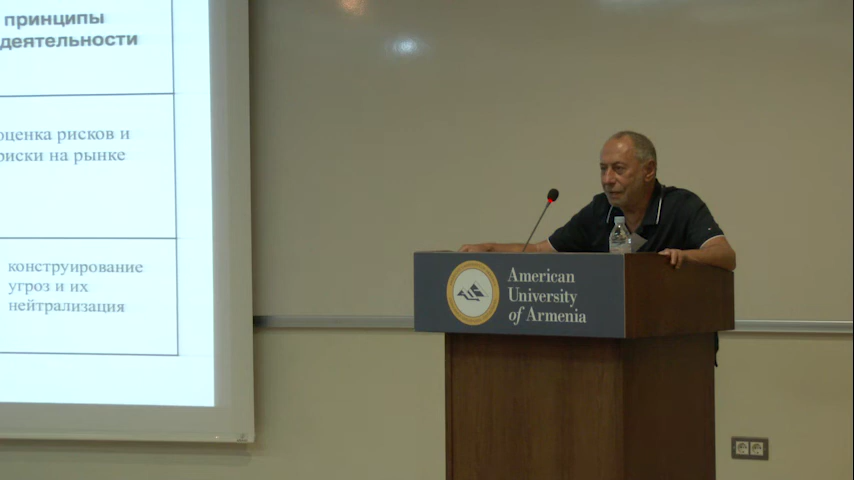 принципы
деятельности
оценка рисков и
риски на рынке
конструирование
угроз и их
нейтрализация
American
University
of Armenia